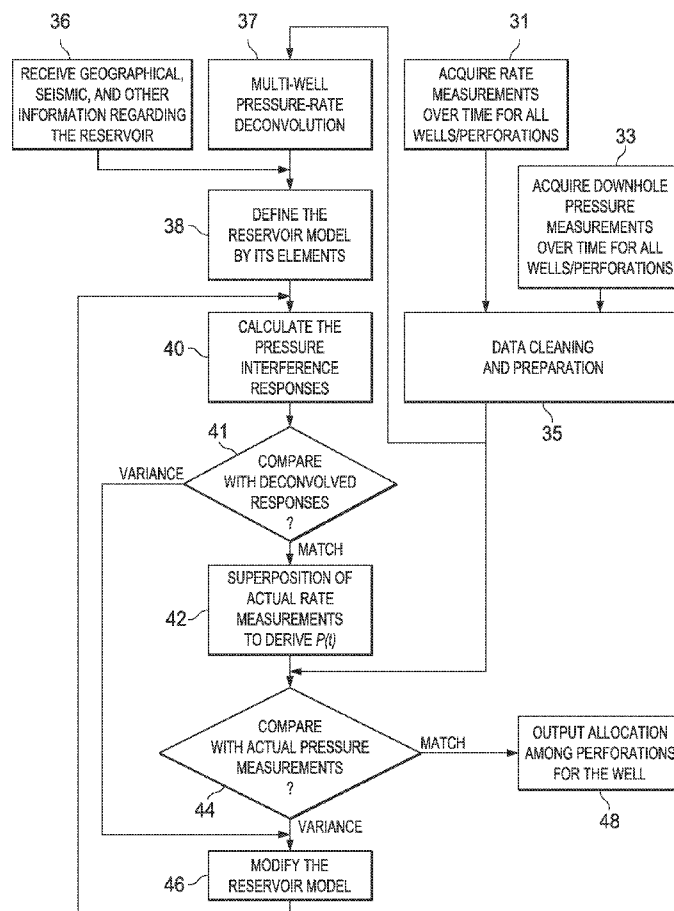 36
RECEIVE GEOGRAPHICAL,
SEISMIC, AND OTHER
INFORMATION REGARDING
THE RESERVOIR
37
MULTI-WELL
PRESSURE-RATE
DECONVOLUTION
31
ACQUIRE RATE
MEASUREMENTS
OVER TIME FOR ALL
WELLS/PERFORATIONS
33
ACQUIRE DOWNHOLE
PRESSURE
MEASUREMENTS
OVER TIME FOR ALL
WELLS/PERFORATIONS
38
DEFINE THE
RESERVOIR MODEL
BY ITS ELEMENTS
40
CALCULATE THE
PRESSURE
INTERFERENCE
RESPONSES
DATA CLEANING
AND PREPARATION
35
41
VARIANCE
COMPARE
WITH DECONVOLVED
RESPONSES
?
MATCH
42
SUPERPOSITION OF
ACTUAL RATE
MEASUREMENTS
TO DERIVE P(t)
COMPARE
WITH ACTUAL PRESSURE
MEASUREMENTS
?
44
MATCH
OUTPUT ALLOCATION
AMONG PERFORATIONS
FOR THE WELL
48
VARIANCE
46
MODIFY THE
RESERVOIR MODEL